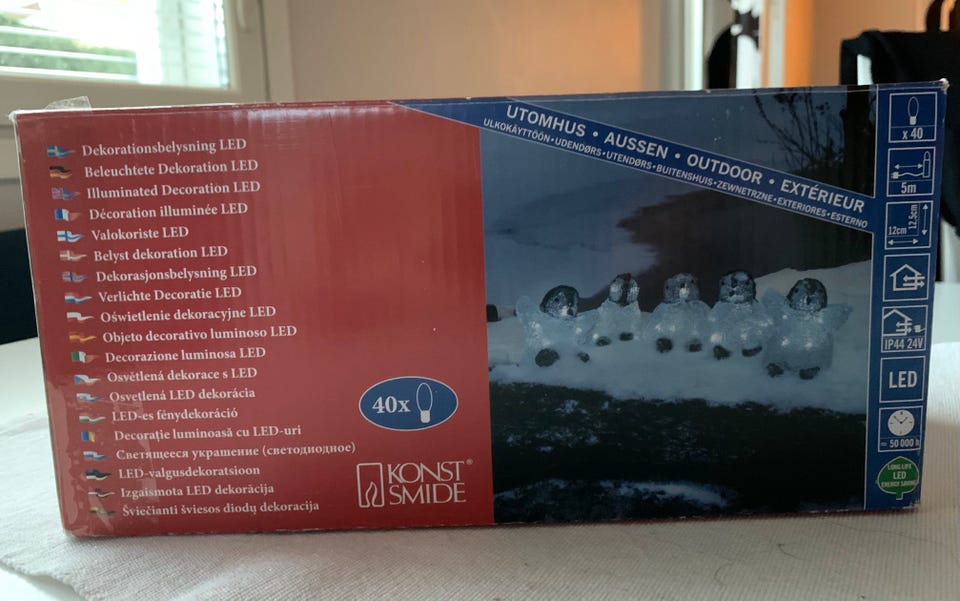 Dekorationsbelysning LED
Beleuchtete Dekoration LED
Illuminated Decoration LED
Décoration illuminée LED
Valokoriste LED
Belyst dekoration LED
Dekorasjonsbelysning LED
Verlichte Decoratie LED
Oświetlenie dekoracyjne LED
Objeto decorativo luminoso LED
Decorazione luminosa LED
Osvětlená dekorace s LED
Osvetlená LED dekorácia
LED-es fénydekoráció
Decorație luminoasă cu LED-uri
Светящееся украшение (светодиодное)
LED-valgusdekoratsioon
Izgaismota LED dekorācija
Šviečianti šviesos diodų dekoracija
40x
KONST
SMIDE®
UTOMHUS • AUSSEN • OUTDOOR • EXTÉRIEUR
ULKOKÄYTTÖÖN • UDENDØRS • UTENDØRS • BUITENSHUIS • ZEWNETRZNE • EXTERIORES • ESTERNO
x 40
5m
12cm
12,5cm
IP44 24V
LED
≈ 50 000 h
LONG LIFE
LED
ENERGY SAVING